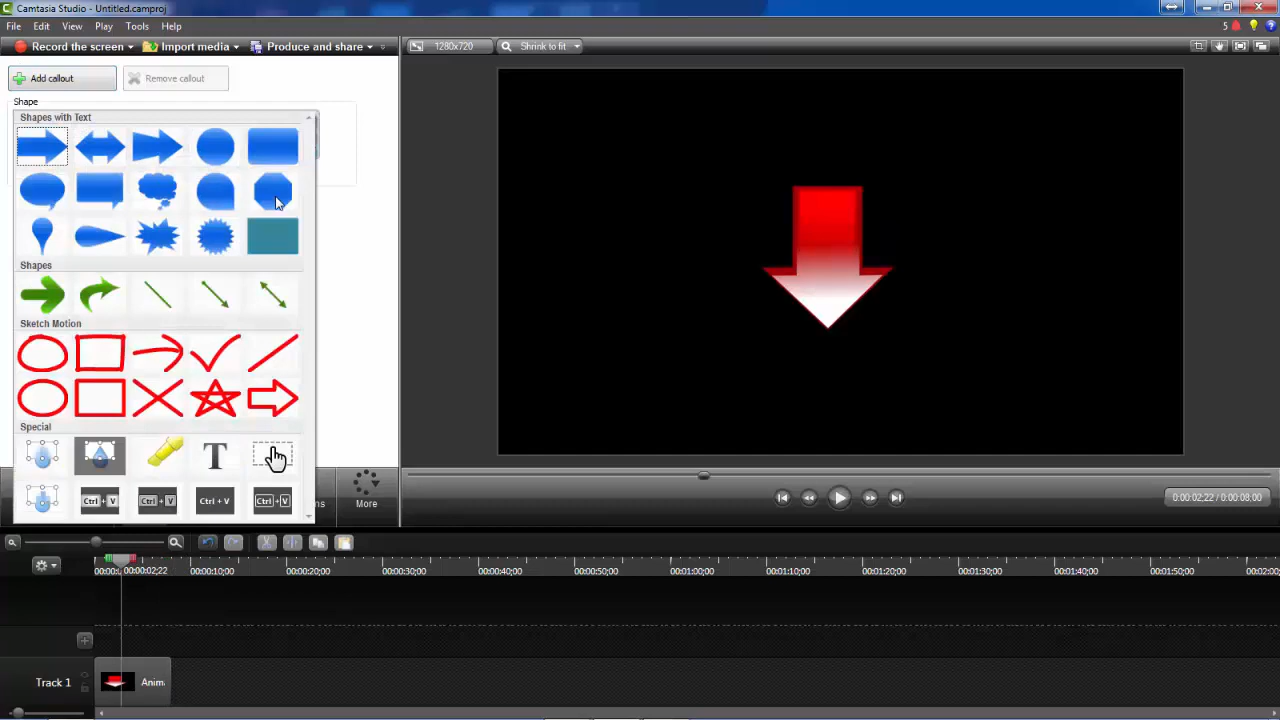 Camtasia Studio - Untitled.camproj
File Edit View Play Tools Help
5
Record the screen Import media Produce and share
1280x720 Shrink to fit
Add callout Remove callout
Shape
Shapes with Text
Shapes
Sketch Motion
Special
T
Ctrl + V Ctrl + V Ctrl + V Ctrl + V
More
0:00:02;22 / 0:00:08;00
00:00:02;22 00:00:10;00 00:00:20;00 00:00:30;00 00:00:40;00 00:00:50;00 00:01:00;00 00:01:10;00 00:01:20;00 00:01:30;00 00:01:40;00 00:01:50;00
Track 1 Anim